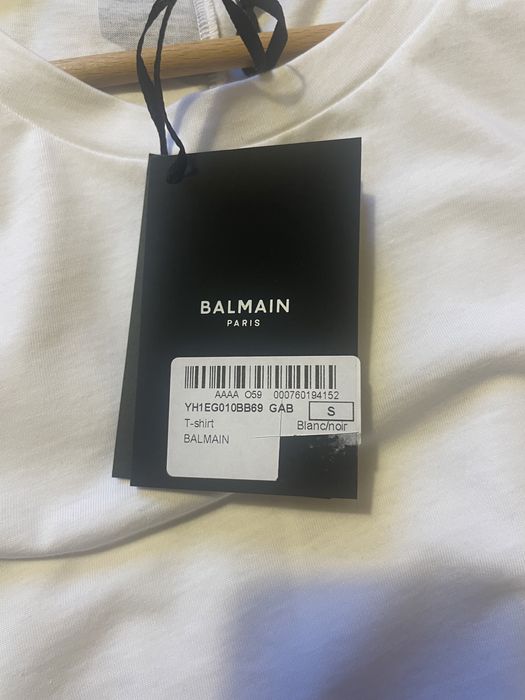 BALMAIN
PARIS
AAAA O59 000760194152
YH1EG010BB69 GAB S
T-shirt Blanc/noir
BALMAIN